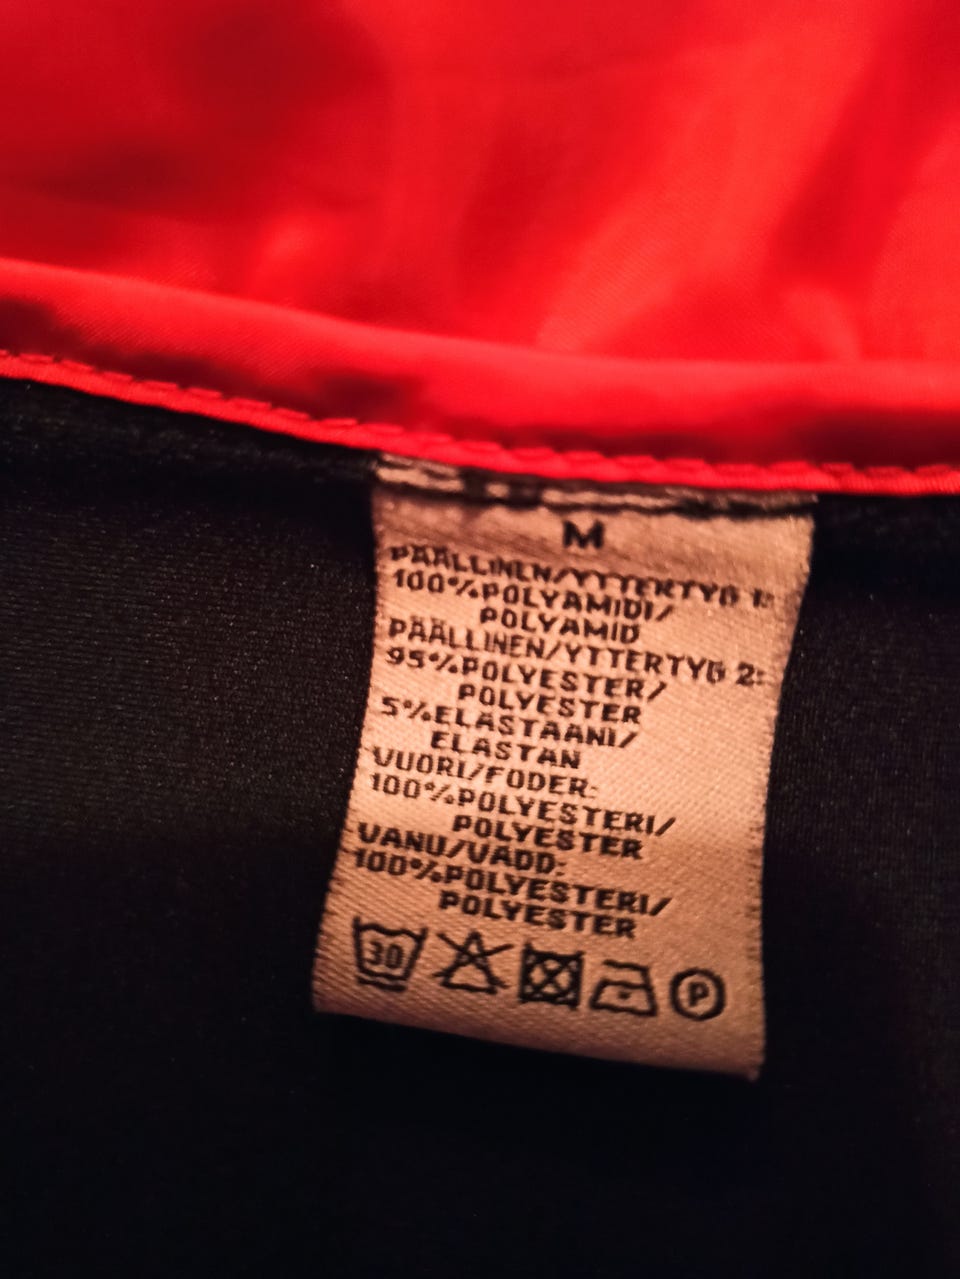 M
PÄÄLLINEN/YTTERTYG 1:
100%POLYAMIDI/
POLYAMID
PÄÄLLINEN/YTTERTYG 2:
95%POLYESTER/
POLYESTER
5%ELASTAANI/
ELASTAN
VUORI/FODER:
100%POLYESTERI/
POLYESTER
VANU/VADD:
100%POLYESTERI/
POLYESTER
30 P